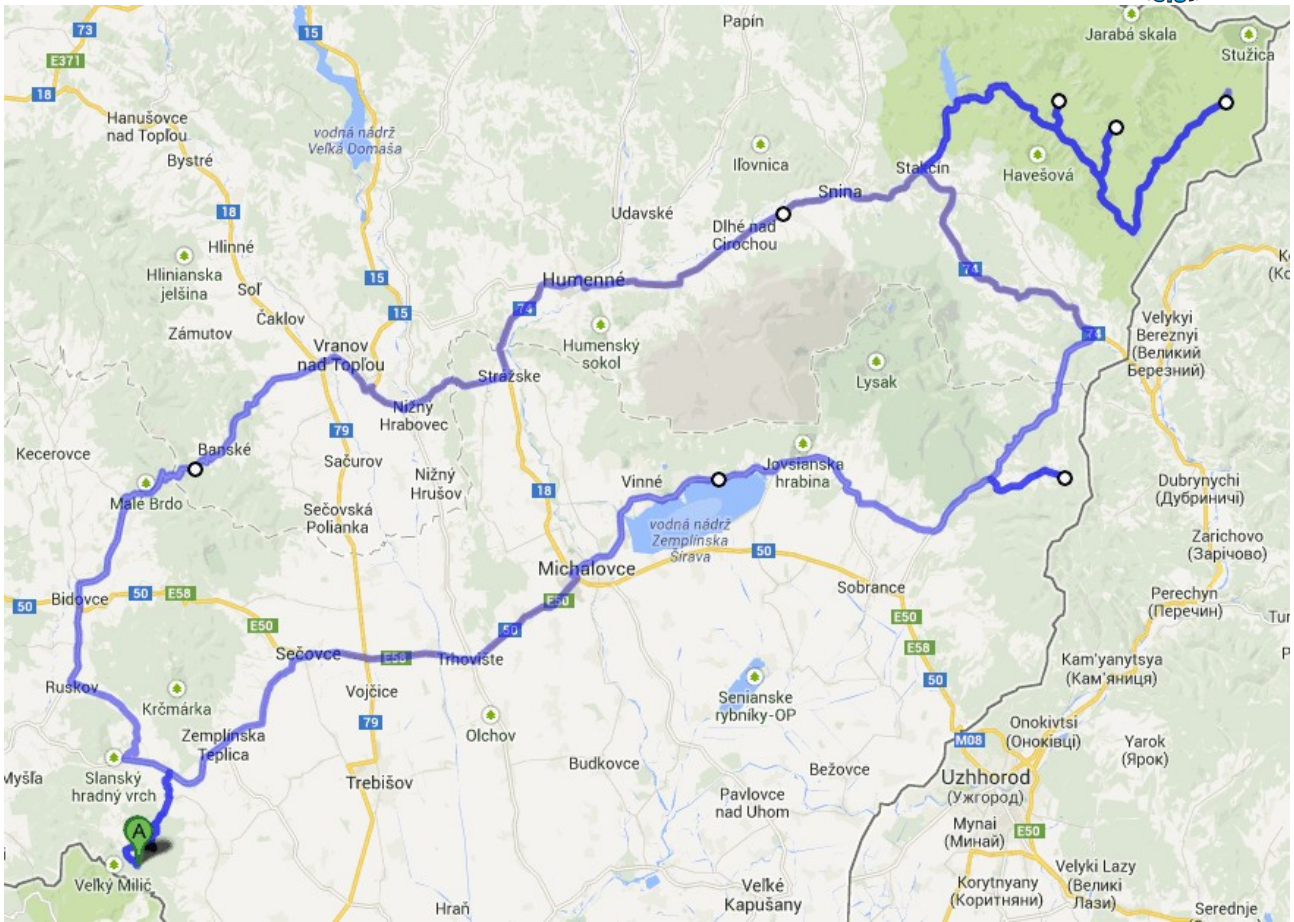 Papín
Jarabá skala
Stužica
73
E371
18
15
Hanušovce
nad Topľou
Bystré
vodná nádrž
Veľká Domaša
Iľovnica
Stakčín
Havešová
Snina
Udavské
Dlhé nad
Cirochou
18
Hlinné
Hlinianska
jelšina
Soľ
15
Humenné
74
Čaklov
15
74
Zámutov
Vranov
nad Topľou
Humenský
sokol
Velykyi
Bereznyi
(Великий
Березний)
74
Stražske
Lysak
Nižný
Hrabovec
79
Kecerovce
Banské
Sačurov
Malé Brdo
Nižný
Hrušov
Vinné
Jovsianska
hrabina
Dubrynychi
(Дубриничі)
18
Sečovská
Polianka
vodná nádrž
Zemplínska
Šírava
50
Zarichovo
(Зарічово)
Michalovce
Sobrance
50
Bidovce
50
E58
E50
E50
Perechyn
(Перечин)
E50
50
E58
Sečovce
E58
Trhovište
50
Kam'yanytsya
(Кам'яниця)
Ruskov
Krčmárka
Vojčice
Senianske
rybníky-OP
79
Olchov
Zemplínska
Teplica
M08
Onokivtsi
(Оноківці)
Yarok
(Ярок)
Myšľa
Slanský
hradný vrch
Trebišov
Budkovce
Bežovce
Uzhhorod
(Ужгород)
Pavlovce
nad Uhom
A
Mynai
(Минай)
E50
Veľký Milič
Veľké
Kapušany
Velyki Lazy
(Великі
Лази)
Korytnyany
(Коритняни)
Hraň
Serednje